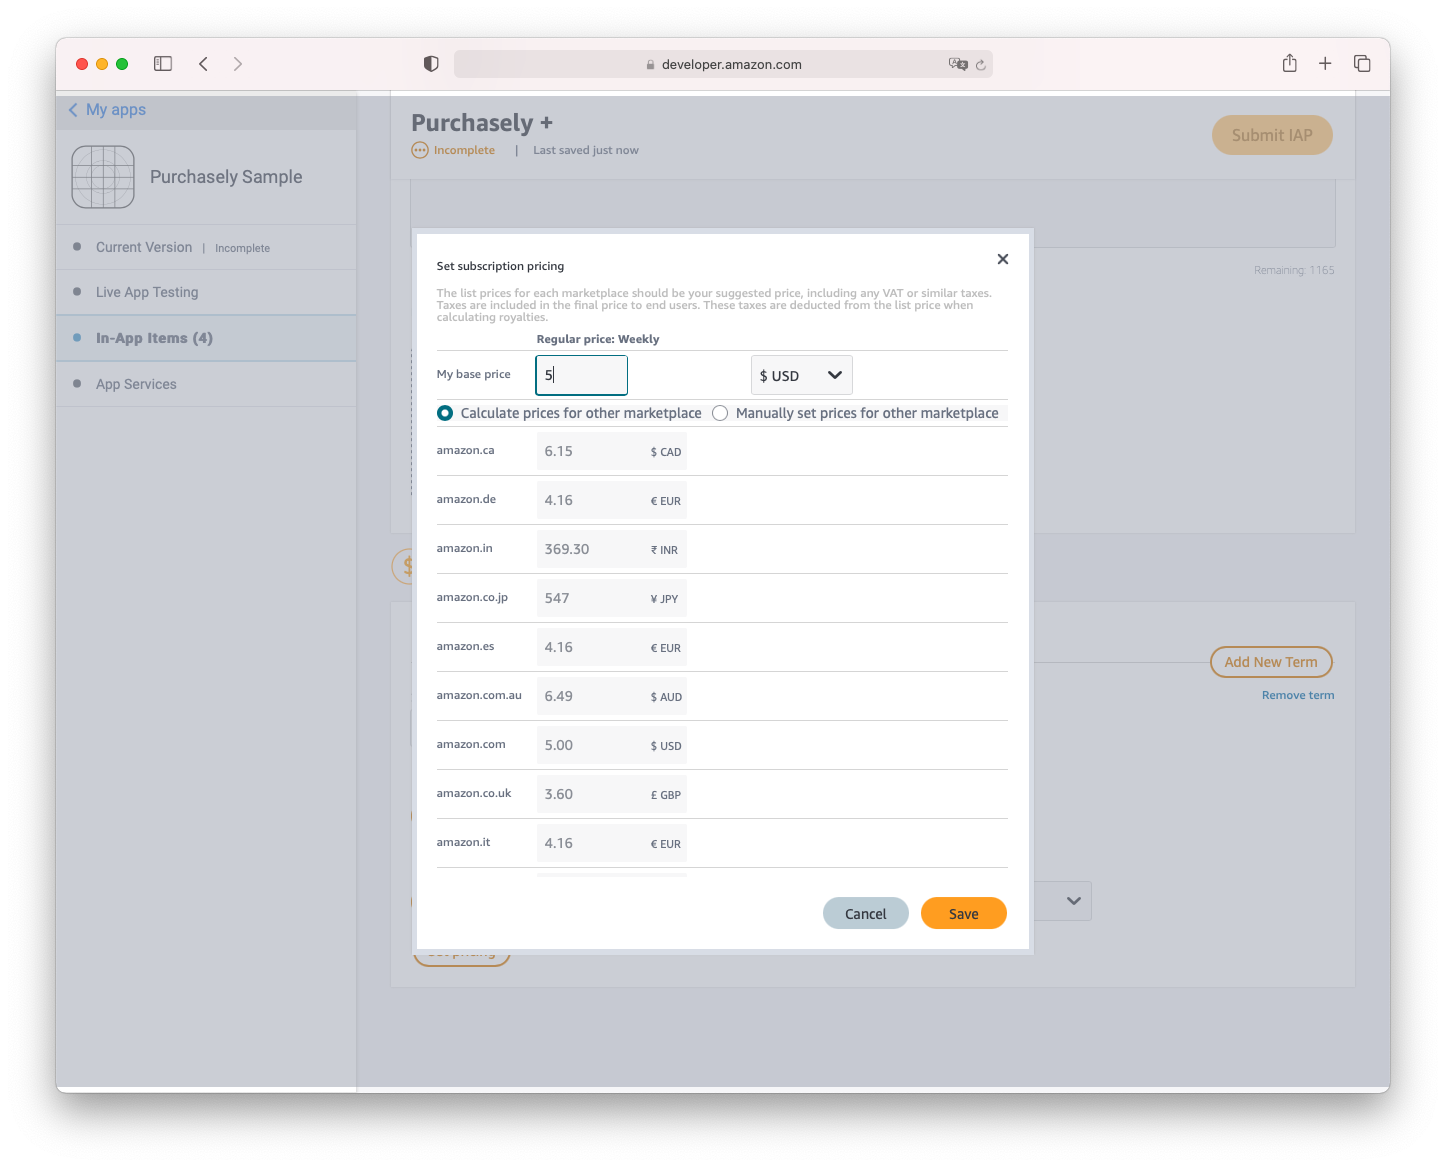 developer.amazon.com
My apps
Purchasely Sample
Current Version | Incomplete
Live App Testing
In-App Items (4)
App Services
Purchasely +
Incomplete | Last saved just now
Submit IAP
Remaining: 1165
Set subscription pricing
The list prices for each marketplace should be your suggested price, including any VAT or similar taxes.
Taxes are included in the final price to end users. These taxes are deducted from the list price when
calculating royalties.
Regular price: Weekly
My base price 5 $ USD
Calculate prices for other marketplace Manually set prices for other marketplace
amazon.ca 6.15 $ CAD
amazon.de 4.16 € EUR
amazon.in 369.30 ₹ INR
amazon.co.jp 547 ¥ JPY
amazon.es 4.16 € EUR
amazon.com.au 6.49 $ AUD
amazon.com 5.00 $ USD
amazon.co.uk 3.60 £ GBP
amazon.it 4.16 € EUR
Cancel Save
$
Add New Term
Remove term